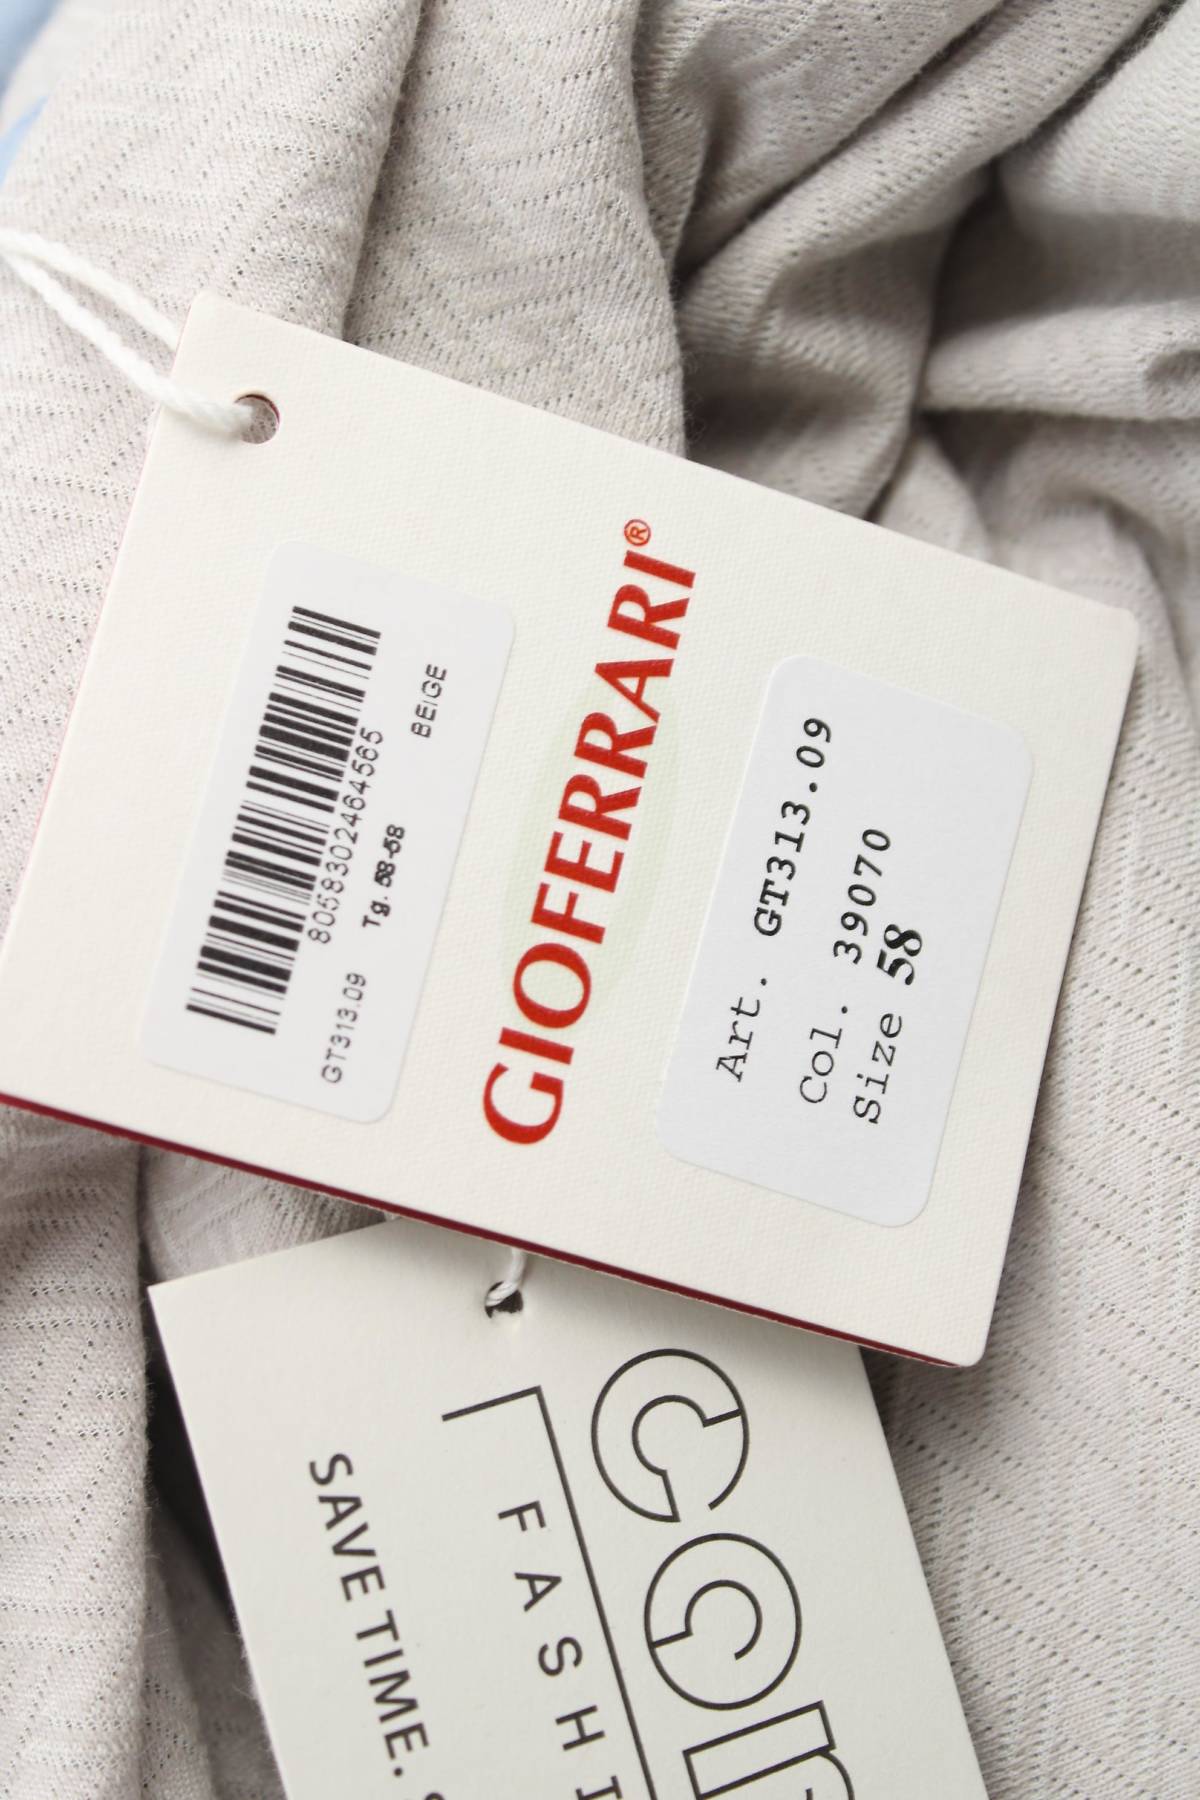 8058302464565
GT313.09 Tg. 58-58 BEIGE
GIOFERRARI®
Art. GT313.09
Col. 39070
Size 58
FASHI
SAVE TIME.